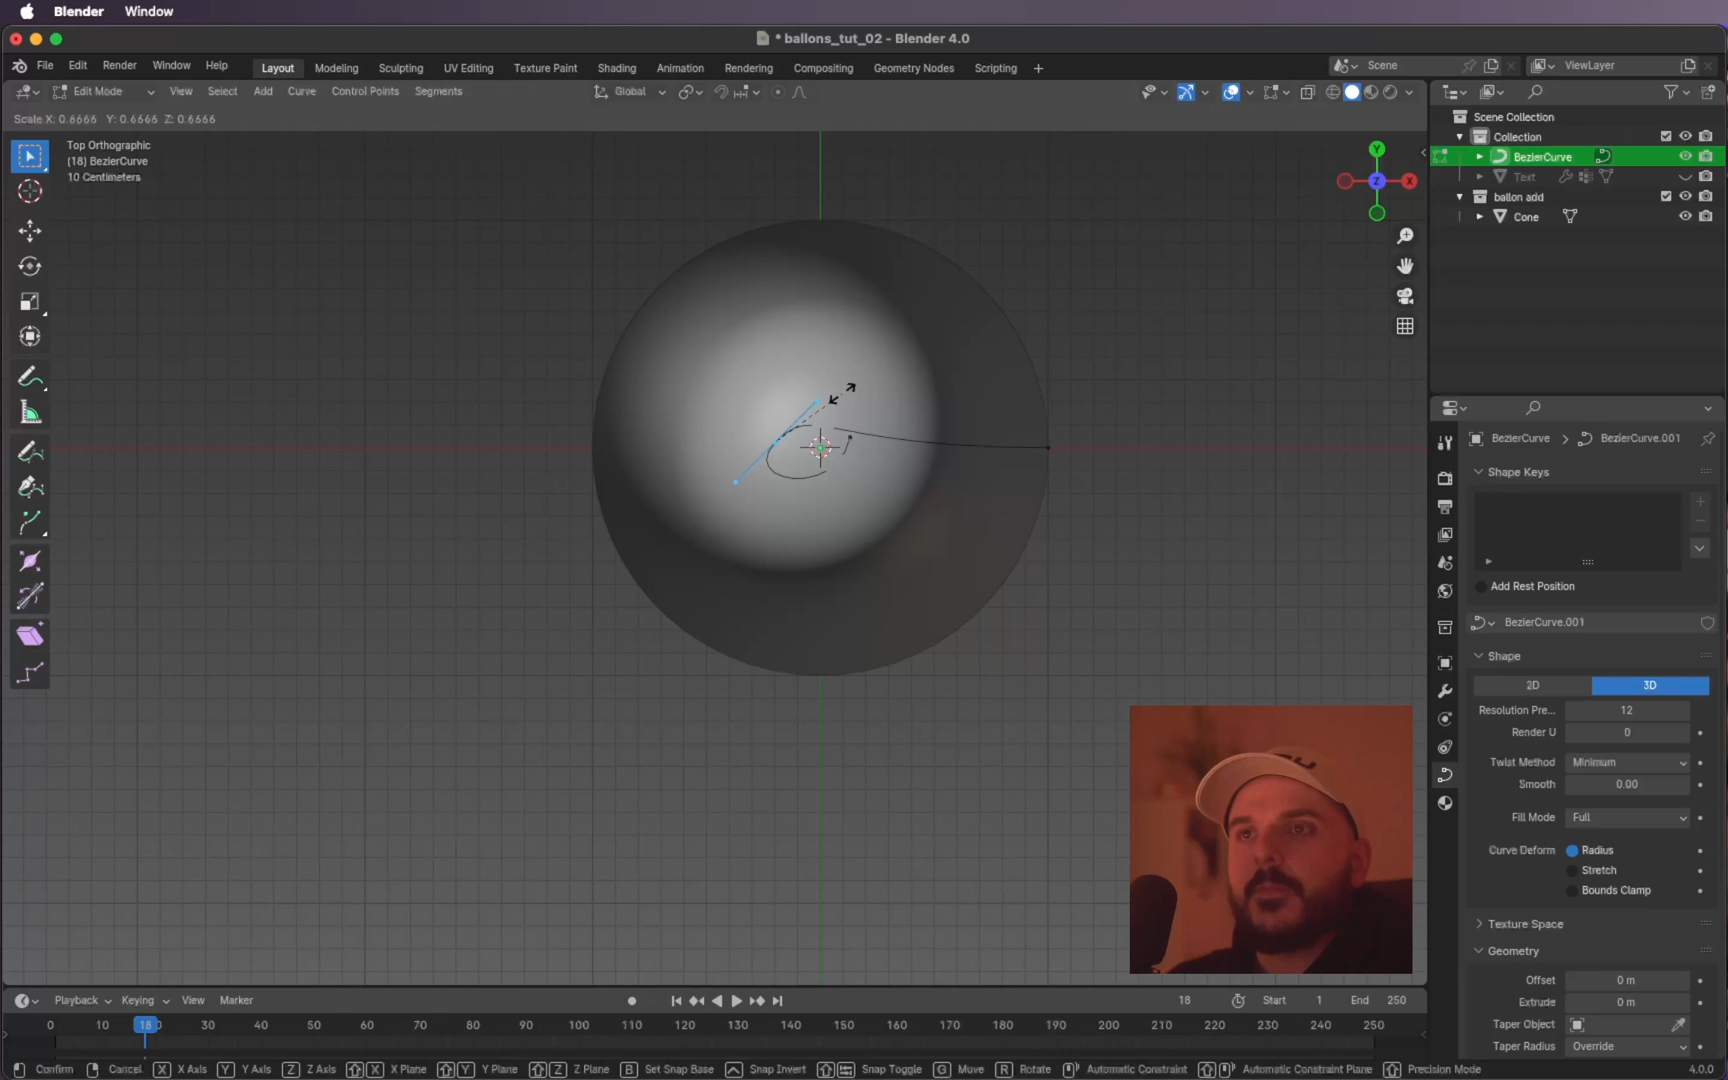 Blender Window
* ballons_tut_02 - Blender 4.0
File Edit Render Window Help Layout Modeling Sculpting UV Editing Texture Paint Shading Animation Rendering Compositing Geometry Nodes Scripting + Scene ViewLayer
Edit Mode View Select Add Curve Control Points Segments Global
Scale X: 0.6666 Y: 0.6666 Z: 0.6666
Top Orthographic
(18) BezierCurve
10 Centimeters
Y
Z X
Scene Collection
Collection
BezierCurve
Text
ballon add
Cone
BezierCurve > BezierCurve.001
Shape Keys
Add Rest Position
BezierCurve.001
Shape
2D 3D
Resolution Pre... 12
Render U 0
Twist Method Minimum
Smooth 0.00
Fill Mode Full
Curve Deform Radius
Stretch
Bounds Clamp
Texture Space
Geometry
Offset 0 m
Extrude 0 m
Taper Object
Taper Radius Override
Playback Keying View Marker 18 Start 1 End 250
0 10 18 30 40 50 60 70 80 90 100 110 120 130 140 150 160 170 180 190 200 210 220 230 240 250
Confirm Cancel X X Axis Y Y Axis Z Z Axis X X Plane Y Y Plane Z Z Plane B Set Snap Base Snap Invert Snap Toggle G Move R Rotate Automatic Constraint Automatic Constraint Plane Precision Mode 4.0.0